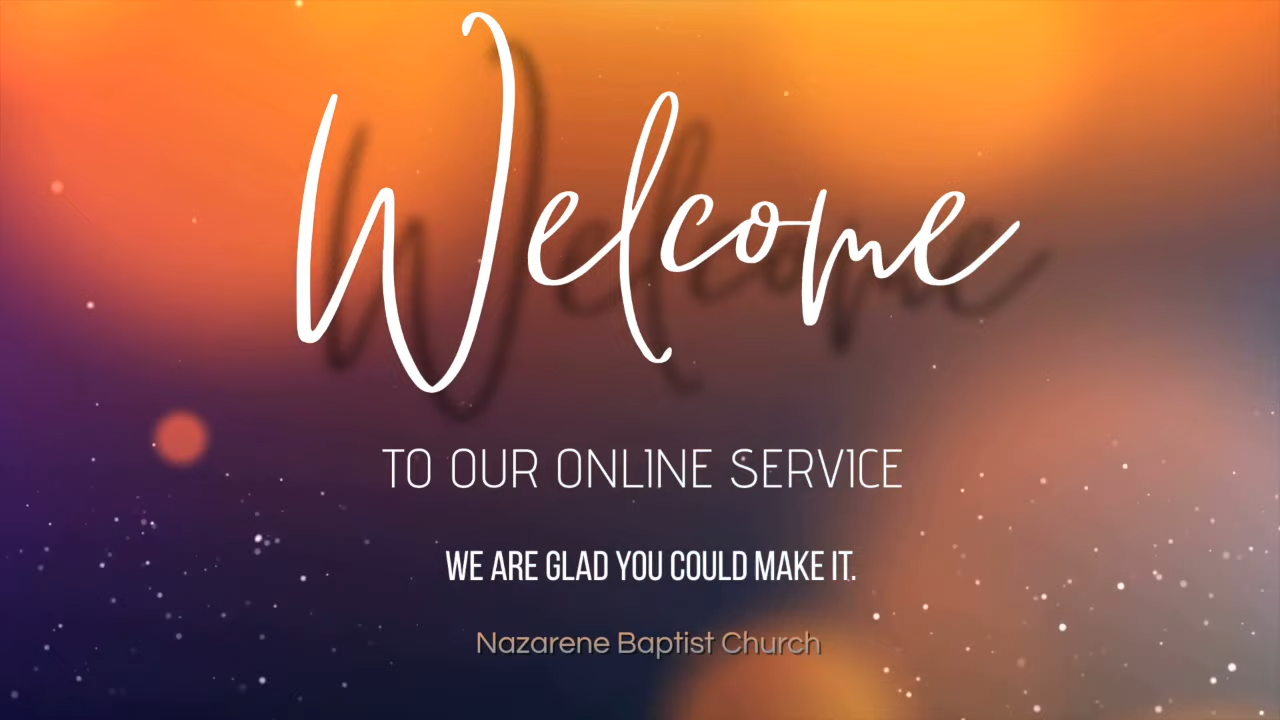 Welcome
TO OUR ONLINE SERVICE
WE ARE GLAD YOU COULD MAKE IT.
Nazarene Baptist Church